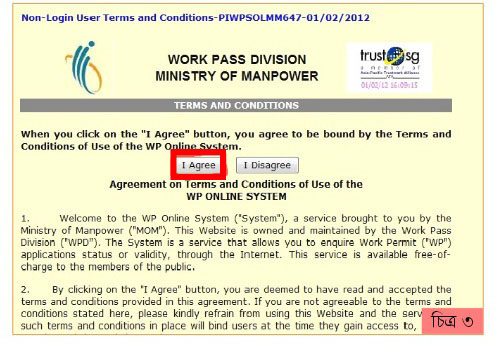 Non-Login User Terms and Conditions-PIWPSOLMM647-01/02/2012
WORK PASS DIVISION
MINISTRY OF MANPOWER
trustsg
a member of
Asia-Pacific Trustmark Alliance
01/02/12 16:09:15
TERMS AND CONDITIONS
When you click on the "I Agree" button, you agree to be bound by the Terms and
Conditions of Use of the WP Online System.
I Agree I Disagree
Agreement on Terms and Conditions of Use of the
WP ONLINE SYSTEM
1. Welcome to the WP Online System ("System"), a service brought to you by the
Ministry of Manpower ("MOM"). This Website is owned and maintained by the Work Pass
Division ("WPD"). The System is a service that allows you to enquire Work Permit ("WP")
applications status or validity, through the Internet. This service is available free-of-
charge to the members of the public.
2. By clicking on the "I Agree" button, you are deemed to have read and accepted the
terms and conditions provided in this agreement. If you are not agreeable to the terms and
conditions stated here, please kindly refrain from using this Website and the serv
such terms and conditions in place will bind users at the time they gain access to,
চিত্র ৩